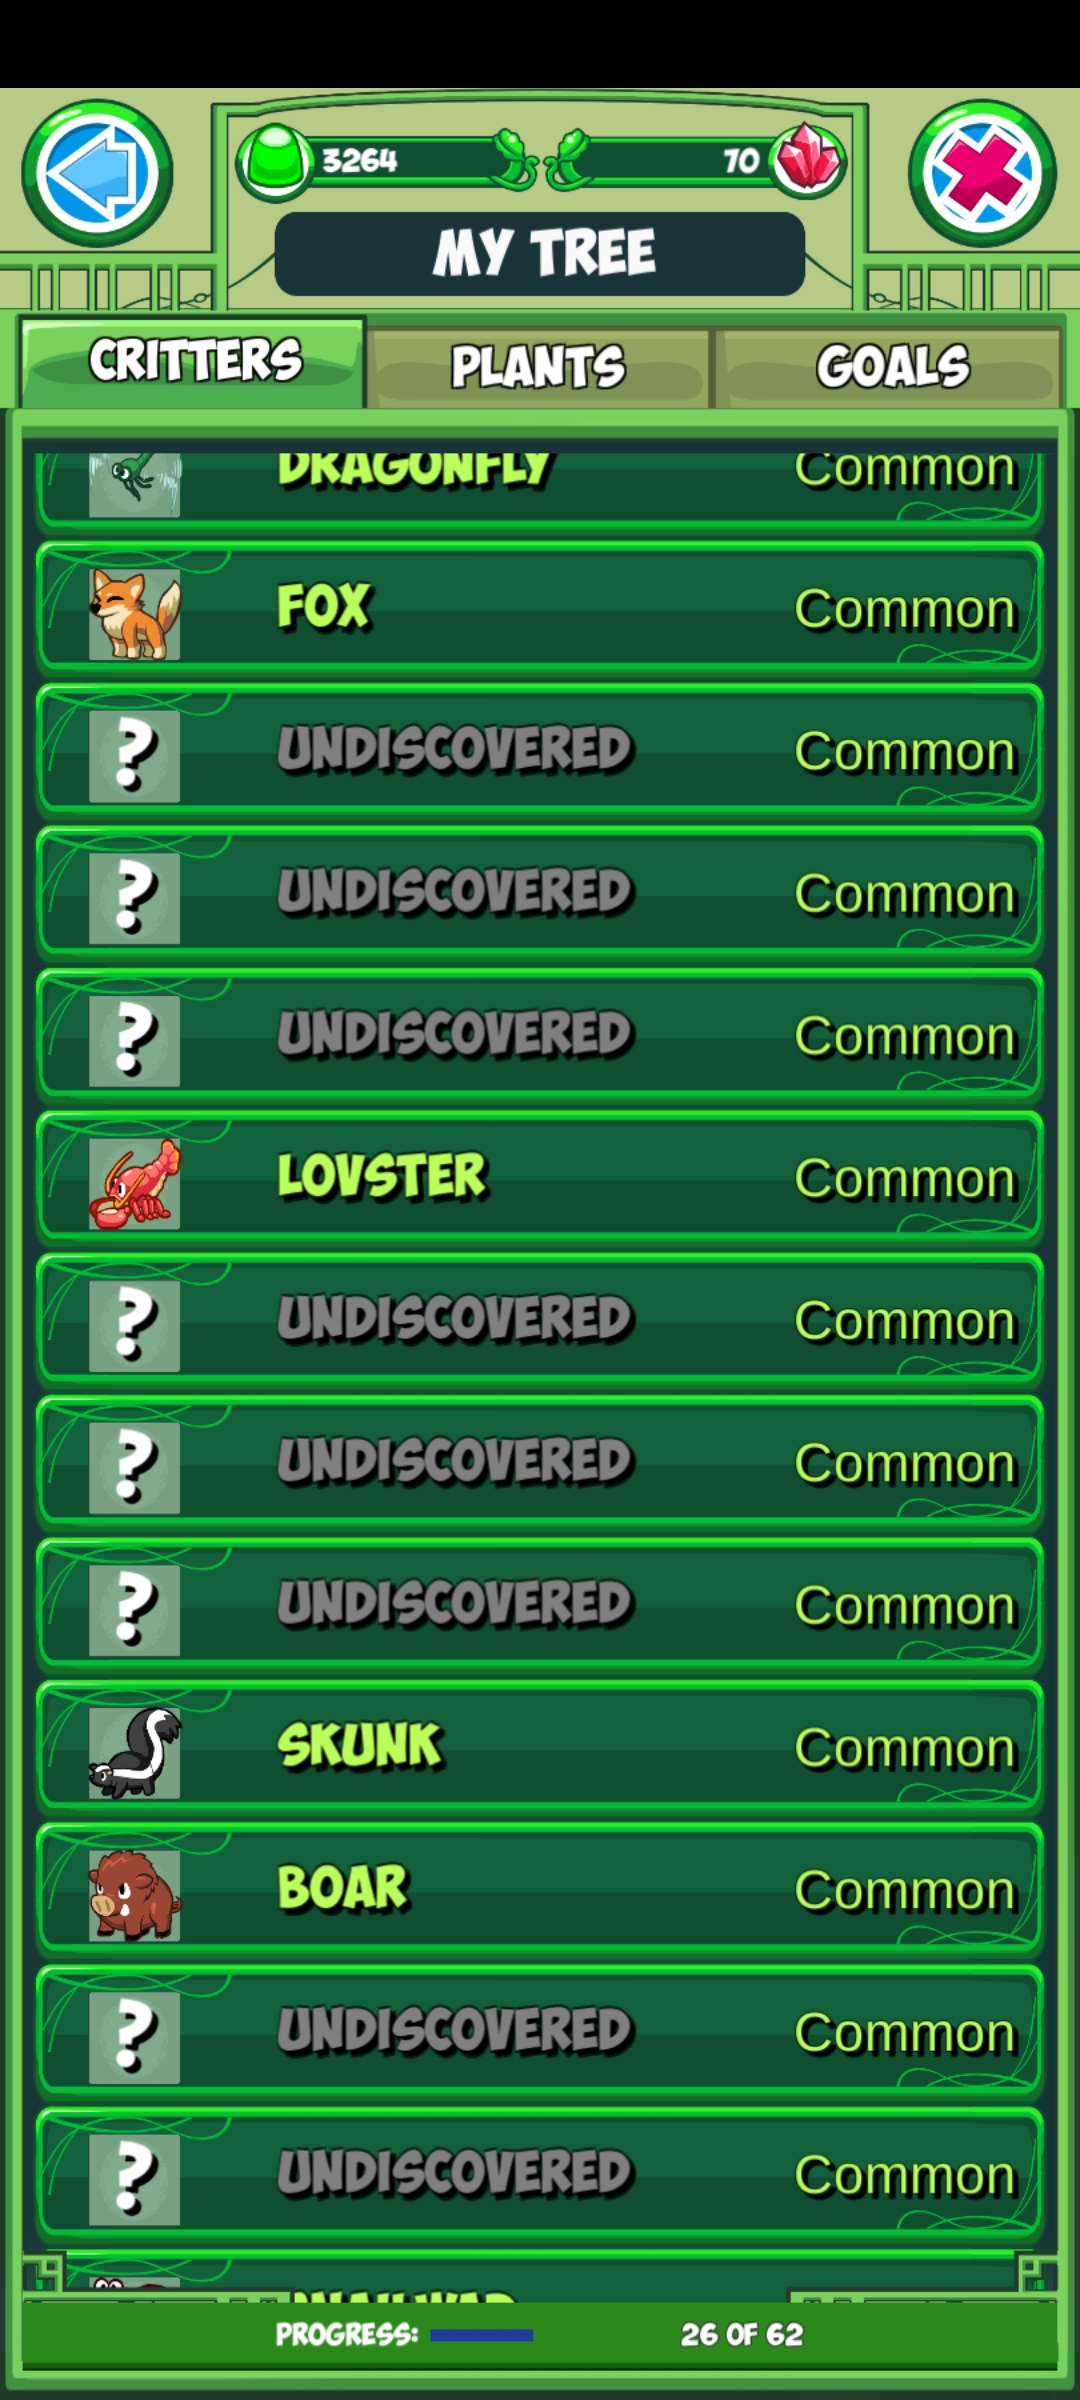 3264
70
MY TREE
CRITTERS
PLANTS
GOALS
DRAGONFLY Common
FOX Common
? UNDISCOVERED Common
? UNDISCOVERED Common
? UNDISCOVERED Common
LOVSTER Common
? UNDISCOVERED Common
? UNDISCOVERED Common
? UNDISCOVERED Common
SKUNK Common
BOAR Common
? UNDISCOVERED Common
? UNDISCOVERED Common
PROGRESS: 26 OF 62